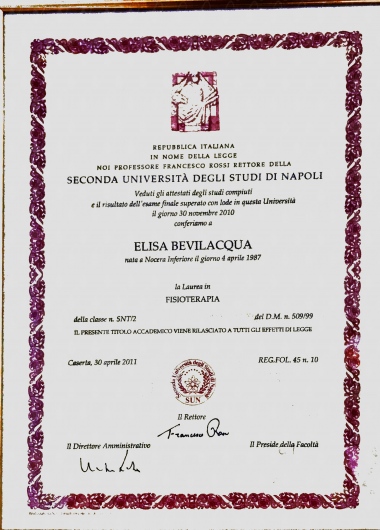 REPUBBLICA ITALIANA
IN NOME DELLA LEGGE
NOI PROFESSORE FRANCESCO ROSSI RETTORE DELLA
SECONDA UNIVERSITÀ DEGLI STUDI DI NAPOLI
Veduti gli attestati degli studi compiuti
e il risultato dell'esame finale superato con lode in questa Università
il giorno 30 novembre 2010
conferiamo a
ELISA BEVILACQUA
nata a Nocera Inferiore il giorno 4 aprile 1987
la Laurea in
FISIOTERAPIA
della classe n. SNT/2 del D.M. n. 509/99
IL PRESENTE TITOLO ACCADEMICO VIENE RILASCIATO A TUTTI GLI EFFETTI DI LEGGE
Caserta, 30 aprile 2011 REG.FOL. 45 n. 10
SUN
Il Rettore
Francesco Rossi
Il Direttore Amministrativo Il Preside della Facoltà